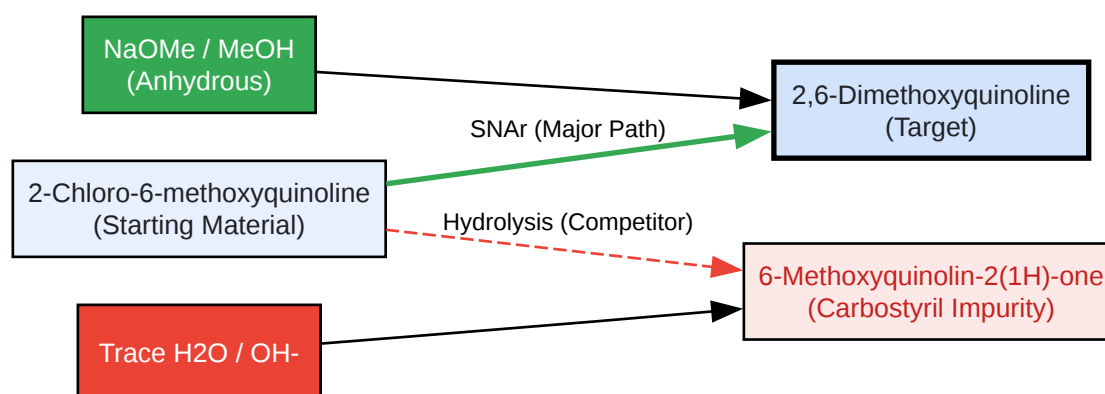 NaOMe / MeOH
(Anhydrous)
2,6-Dimethoxyquinoline
(Target)
SNAr (Major Path)
2-Chloro-6-methoxyquinoline
(Starting Material)
Hydrolysis (Competitor)
6-Methoxyquinolin-2(1H)-one
(Carbostyril Impurity)
Trace H2O / OH-